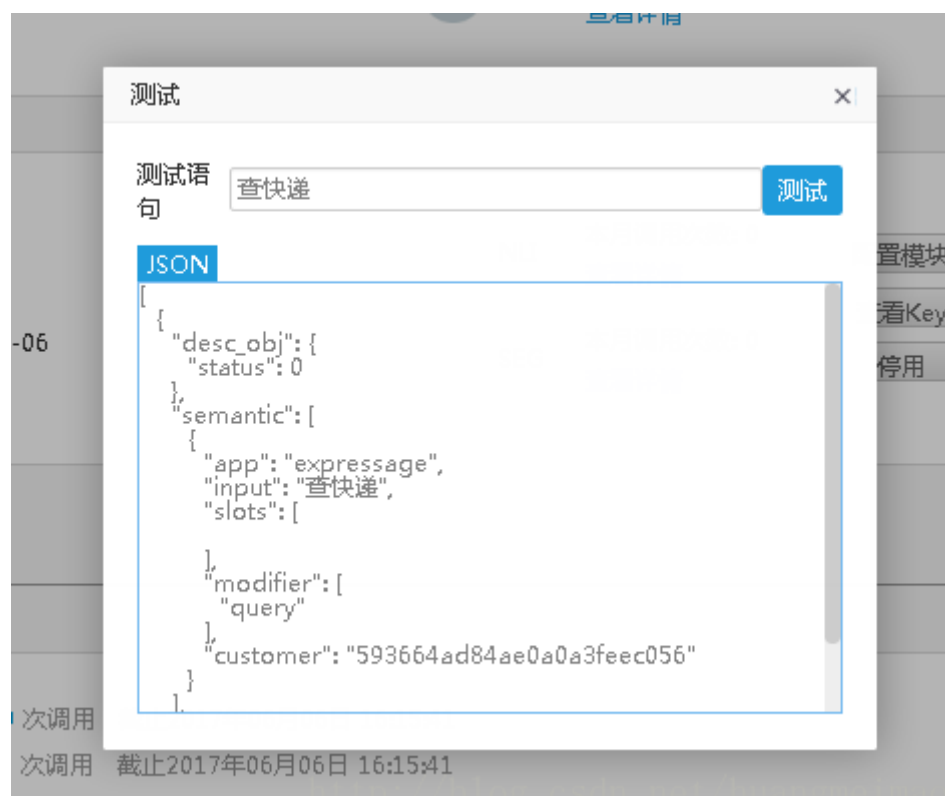 查看详情
测试
测试语
句
查快递
测试
JSON
[
{
"desc_obj": {
"status": 0
},
"semantic": [
{
"app": "expressage",
"input": "查快递",
"slots": [
],
"modifier": [
"query"
],
"customer": "593664ad84ae0a0a3feec056"
}
],
置模块
看Key
停用
-06
次调用
次调用 截止2017年06月06日 16:15:41